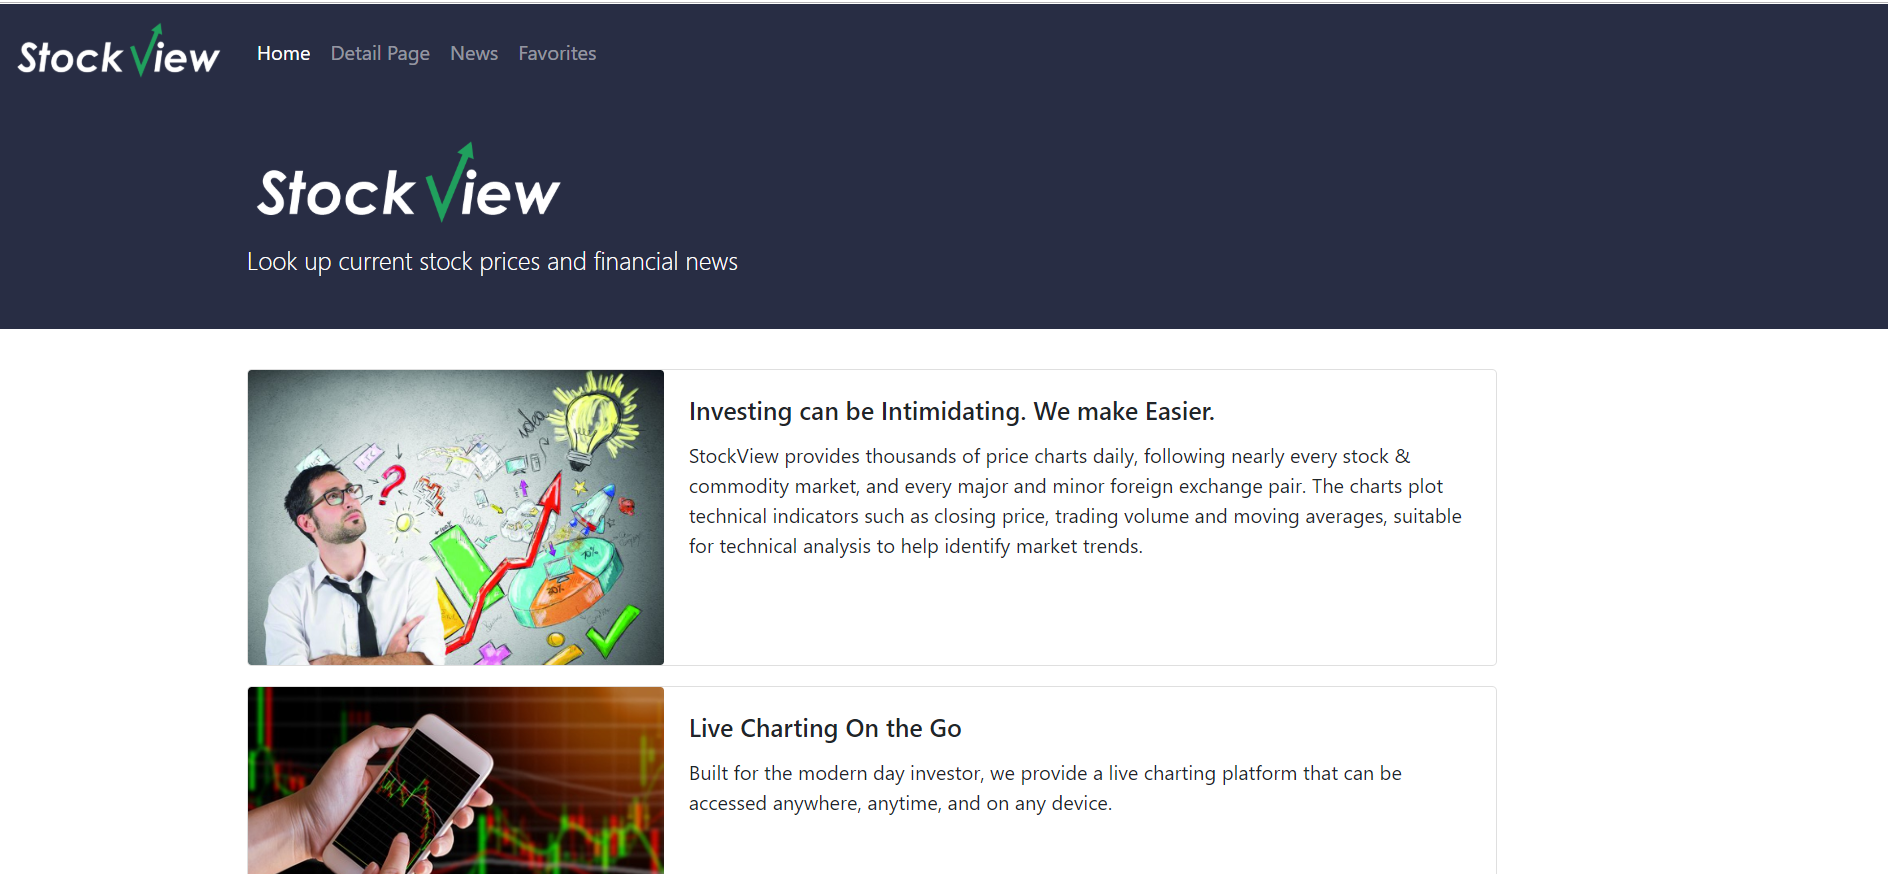 Stock View Home Detail Page News Favorites
Stock View
Look up current stock prices and financial news
Investing can be Intimidating. We make Easier.
StockView provides thousands of price charts daily, following nearly every stock &
commodity market, and every major and minor foreign exchange pair. The charts plot
technical indicators such as closing price, trading volume and moving averages, suitable
for technical analysis to help identify market trends.
Live Charting On the Go
Built for the modern day investor, we provide a live charting platform that can be
accessed anywhere, anytime, and on any device.